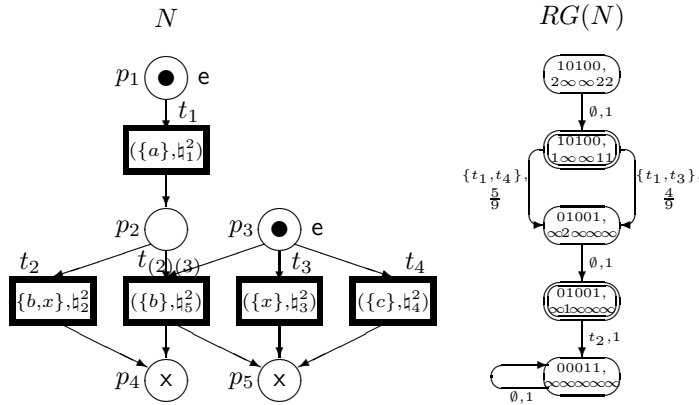 N
RG(N)
p₁ e
10100,
2∞∞22
t₁
∅,1
({a},♮²₁)
10100,
1∞∞11
{t₁,t₄},
5/9
{t₁,t₃},
4/9
p₂
p₃ e
01001,
∞2∞∞∞
t₂ t(2)(3) t₃ t₄
∅,1
{b,x},♮²₂)
({b},♮²₅)
({x},♮²₃)
({c},♮²₄)
01001,
∞1∞∞∞
t₂,1
p₄ x
p₅ x
00011,
∞∞∞∞∞
∅,1